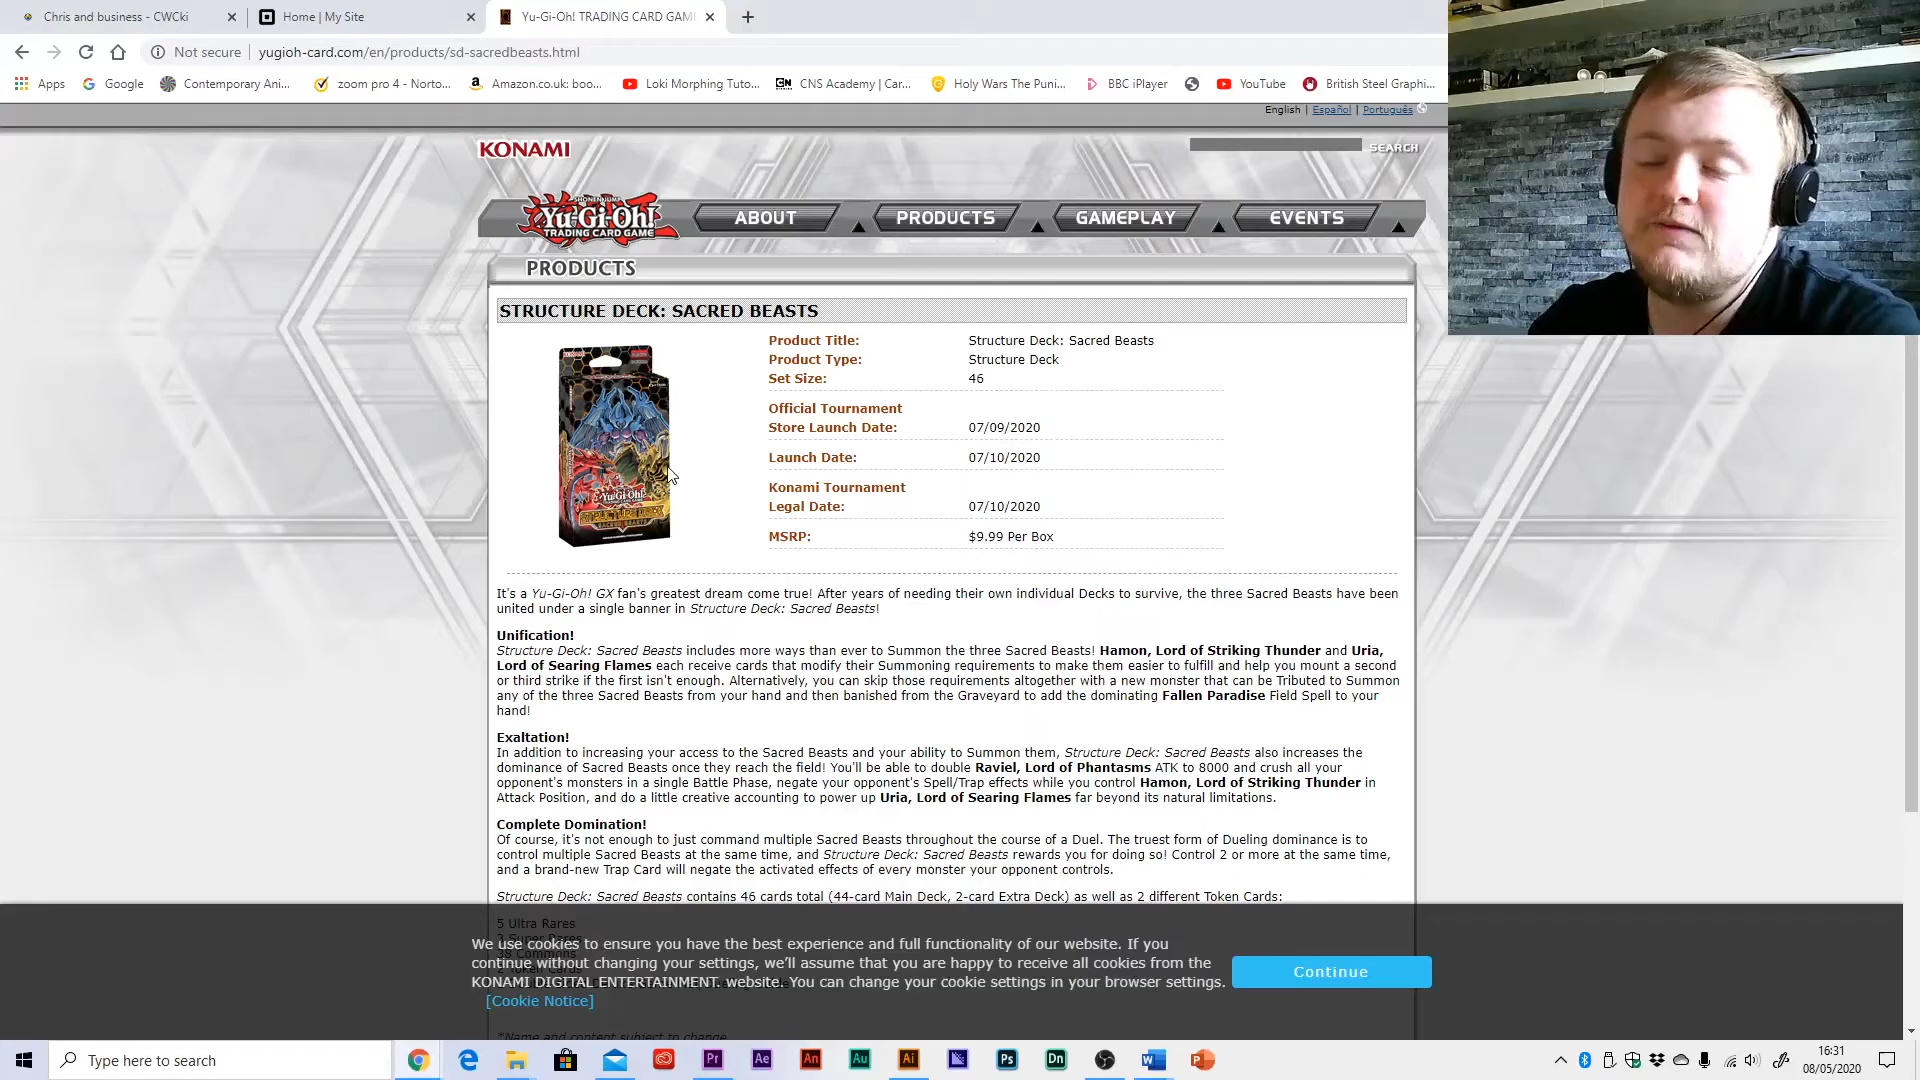 Chris and business - CWCki
Home | My Site
Yu-Gi-Oh! TRADING CARD GAM
Not secure | yugioh-card.com/en/products/sd-sacredbeasts.html
Apps
Google
Contemporary Ani...
zoom pro 4 - Norto...
Amazon.co.uk: boo...
Loki Morphing Tuto...
CNS Academy | Car...
Holy Wars The Puni...
BBC iPlayer
YouTube
British Steel Graphi...
English | Español | Português
KONAMI
SEARCH
SHONEN JUMP
Yu-Gi-Oh!
TRADING CARD GAME
ABOUT
PRODUCTS
GAMEPLAY
EVENTS
PRODUCTS
STRUCTURE DECK: SACRED BEASTS
Yu-Gi-Oh!
STRUCTURE DECK
SACRED BEASTS
Product Title: Structure Deck: Sacred Beasts
Product Type: Structure Deck
Set Size: 46
Official Tournament
Store Launch Date: 07/09/2020
Launch Date: 07/10/2020
Konami Tournament
Legal Date: 07/10/2020
MSRP: $9.99 Per Box
It's a Yu-Gi-Oh! GX fan's greatest dream come true! After years of needing their own individual Decks to survive, the three Sacred Beasts have been
united under a single banner in Structure Deck: Sacred Beasts!
Unification!
Structure Deck: Sacred Beasts includes more ways than ever to Summon the three Sacred Beasts! Hamon, Lord of Striking Thunder and Uria,
Lord of Searing Flames each receive cards that modify their Summoning requirements to make them easier to fulfill and help you mount a second
or third strike if the first isn't enough. Alternatively, you can skip those requirements altogether with a new monster that can be Tributed to Summon
any of the three Sacred Beasts from your hand and then banished from the Graveyard to add the dominating Fallen Paradise Field Spell to your
hand!
Exaltation!
In addition to increasing your access to the Sacred Beasts and your ability to Summon them, Structure Deck: Sacred Beasts also increases the
dominance of Sacred Beasts once they reach the field! You'll be able to double Raviel, Lord of Phantasms ATK to 8000 and crush all your
opponent's monsters in a single Battle Phase, negate your opponent's Spell/Trap effects while you control Hamon, Lord of Striking Thunder in
Attack Position, and do a little creative accounting to power up Uria, Lord of Searing Flames far beyond its natural limitations.
Complete Domination!
Of course, it's not enough to just command multiple Sacred Beasts throughout the course of a Duel. The truest form of Dueling dominance is to
control multiple Sacred Beasts at the same time, and Structure Deck: Sacred Beasts rewards you for doing so! Control 2 or more at the same time,
and a brand-new Trap Card will negate the activated effects of every monster your opponent controls.
Structure Deck: Sacred Beasts contains 46 cards total (44-card Main Deck, 2-card Extra Deck) as well as 2 different Token Cards:
5 Ultra Rares
3 Super Rares
38 Commons
2 Token Cards
We use cookies to ensure you have the best experience and full functionality of our website. If you
continue without changing your settings, we'll assume that you are happy to receive all cookies from the
KONAMI DIGITAL ENTERTAINMENT. website. You can change your cookie settings in your browser settings.
[Cookie Notice]
Continue
*Name and content subject to change
Type here to search
16:31
08/05/2020